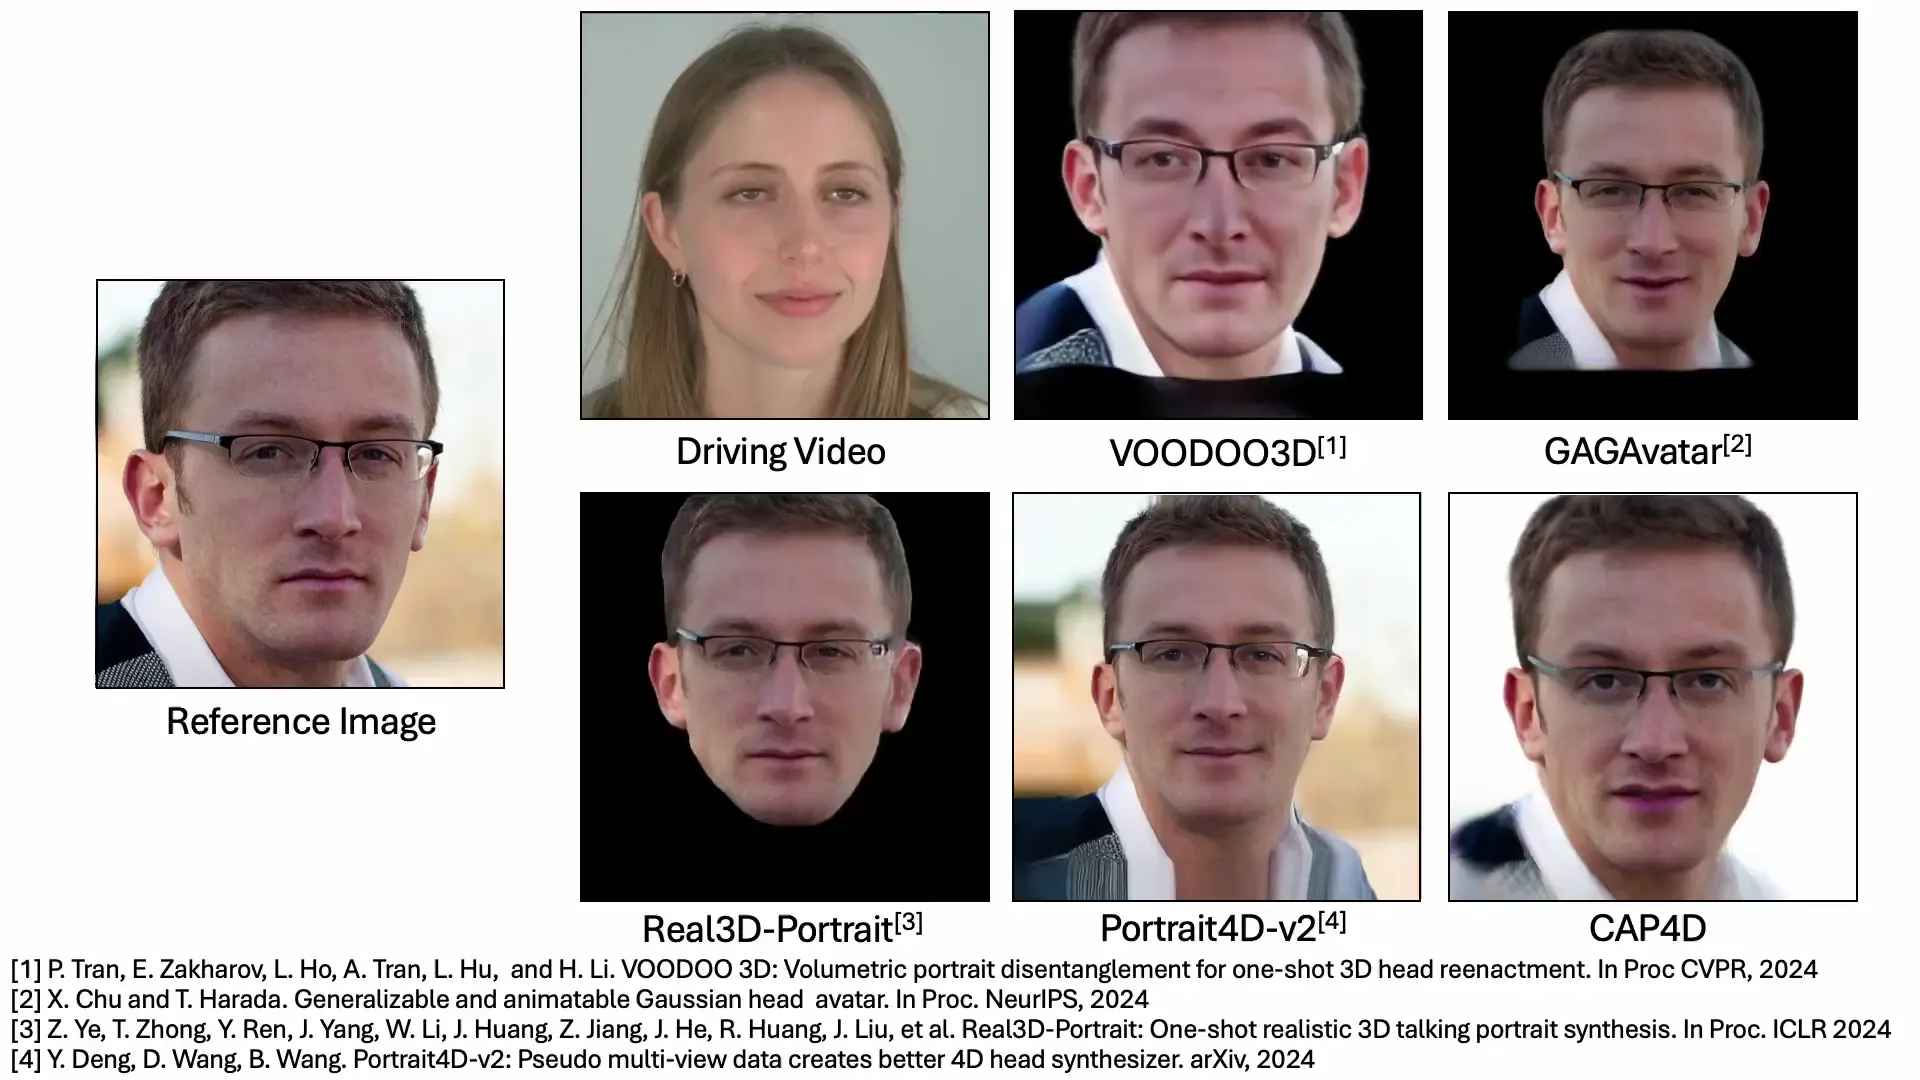 Driving Video
VOODOO3D[1]
GAGAvatar[2]
Reference Image
Real3D-Portrait[3]
Portrait4D-v2[4]
CAP4D
[1] P. Tran, E. Zakharov, L. Ho, A. Tran, L. Hu, and H. Li. VOODOO 3D: Volumetric portrait disentanglement for one-shot 3D head reenactment. In Proc CVPR, 2024
[2] X. Chu and T. Harada. Generalizable and animatable Gaussian head avatar. In Proc. NeurIPS, 2024
[3] Z. Ye, T. Zhong, Y. Ren, J. Yang, W. Li, J. Huang, Z. Jiang, J. He, R. Huang, J. Liu, et al. Real3D-Portrait: One-shot realistic 3D talking portrait synthesis. In Proc. ICLR 2024
[4] Y. Deng, D. Wang, B. Wang. Portrait4D-v2: Pseudo multi-view data creates better 4D head synthesizer. arXiv, 2024